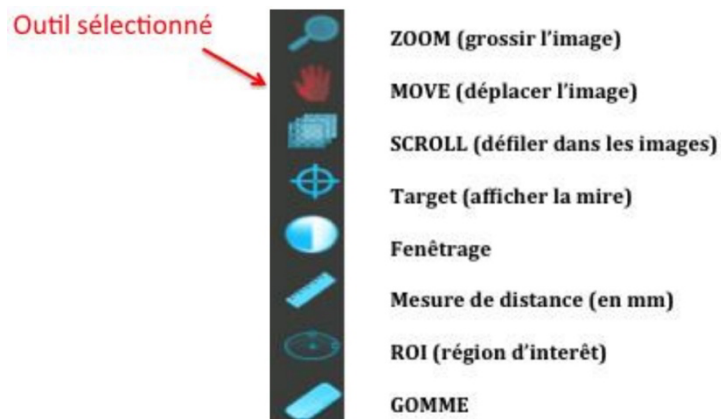 Outil sélectionné
ZOOM (grossir l'image)
MOVE (déplacer l'image)
SCROLL (défiler dans les images)
Target (afficher la mire)
Fenêtrage
Mesure de distance (en mm)
ROI (région d'interêt)
GOMME